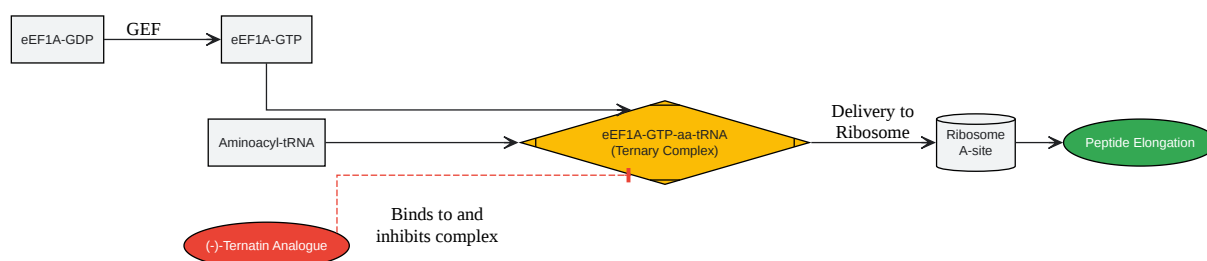 eEF1A-GDP
GEF
eEF1A-GTP
Aminoacyl-tRNA
eEF1A-GTP-aa-tRNA
(Ternary Complex)
Delivery to
Ribosome
Ribosome
A-site
Peptide Elongation
(-)-Ternatin Analogue
Binds to and
inhibits complex